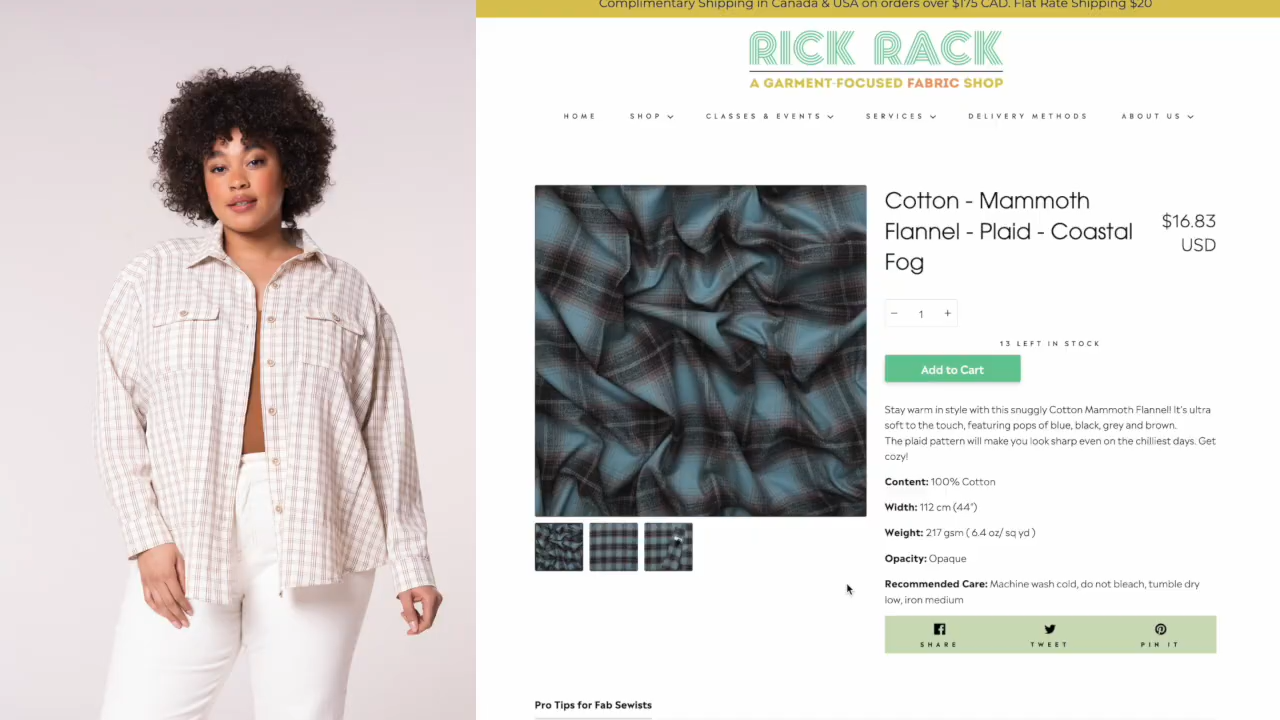 Complimentary Shipping in Canada & USA on orders over $175 CAD. Flat Rate Shipping $20
RICK RACK
A GARMENT-FOCUSED FABRIC SHOP
HOME SHOP CLASSES & EVENTS SERVICES DELIVERY METHODS ABOUT US
Cotton - Mammoth
Flannel - Plaid - Coastal
Fog
$16.83
USD
− 1 +
13 LEFT IN STOCK
Add to Cart
Stay warm in style with this snuggly Cotton Mammoth Flannel! It's ultra
soft to the touch, featuring pops of blue, black, grey and brown.
The plaid pattern will make you look sharp even on the chilliest days. Get
cozy!
Content: 100% Cotton
Width: 112 cm (44")
Weight: 217 gsm ( 6.4 oz/ sq yd )
Opacity: Opaque
Recommended Care: Machine wash cold, do not bleach, tumble dry
low, iron medium
SHARE TWEET PIN IT
Pro Tips for Fab Sewists